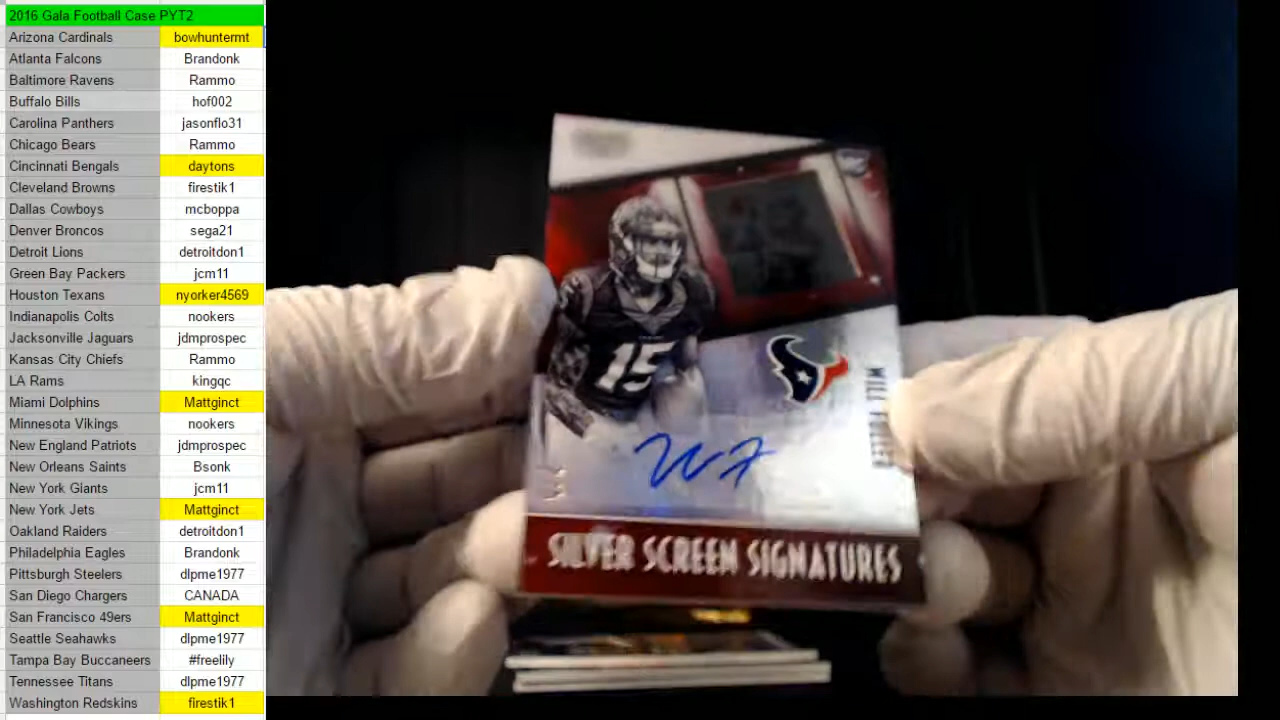 2016 Gala Football Case PYT2
Arizona Cardinals bowhuntermt
Atlanta Falcons Brandonk
Baltimore Ravens Rammo
Buffalo Bills hof002
Carolina Panthers jasonflo31
Chicago Bears Rammo
Cincinnati Bengals daytons
Cleveland Browns firestik1
Dallas Cowboys mcboppa
Denver Broncos sega21
Detroit Lions detroitdon1
Green Bay Packers jcm11
Houston Texans nyorker4569
Indianapolis Colts nookers
Jacksonville Jaguars jdmprospec
Kansas City Chiefs Rammo
LA Rams kingqc
Miami Dolphins Mattginct
Minnesota Vikings nookers
New England Patriots jdmprospec
New Orleans Saints Bsonk
New York Giants jcm11
New York Jets Mattginct
Oakland Raiders detroitdon1
Philadelphia Eagles Brandonk
Pittsburgh Steelers dlpme1977
San Diego Chargers CANADA
San Francisco 49ers Mattginct
Seattle Seahawks dlpme1977
Tampa Bay Buccaneers #freelily
Tennessee Titans dlpme1977
Washington Redskins firestik1
15
WILL FULLER
SILVER SCREEN SIGNATURES